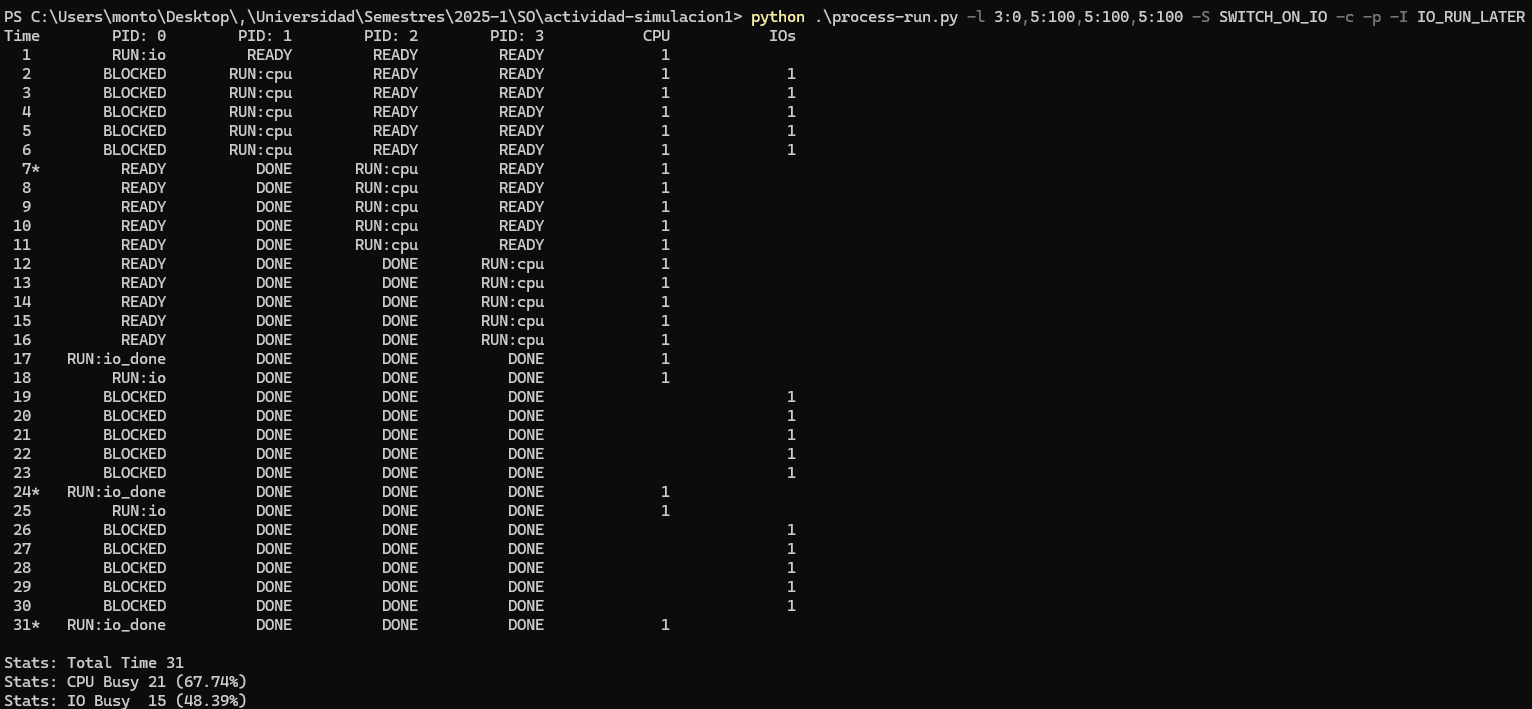 PS C:\Users\monto\Desktop\,\Universidad\Semestres\2025-1\SO\actividad-simulacion1> python .\process-run.py -l 3:0,5:100,5:100,5:100 -S SWITCH_ON_IO -c -p -I IO_RUN_LATER
Time PID: 0 PID: 1 PID: 2 PID: 3 CPU IOs
1 RUN:io READY READY READY 1
2 BLOCKED RUN:cpu READY READY 1 1
3 BLOCKED RUN:cpu READY READY 1 1
4 BLOCKED RUN:cpu READY READY 1 1
5 BLOCKED RUN:cpu READY READY 1 1
6 BLOCKED RUN:cpu READY READY 1 1
7* READY DONE RUN:cpu READY 1
8 READY DONE RUN:cpu READY 1
9 READY DONE RUN:cpu READY 1
10 READY DONE RUN:cpu READY 1
11 READY DONE RUN:cpu READY 1
12 READY DONE DONE RUN:cpu 1
13 READY DONE DONE RUN:cpu 1
14 READY DONE DONE RUN:cpu 1
15 READY DONE DONE RUN:cpu 1
16 READY DONE DONE RUN:cpu 1
17 RUN:io_done DONE DONE DONE 1
18 RUN:io DONE DONE DONE 1
19 BLOCKED DONE DONE DONE 1
20 BLOCKED DONE DONE DONE 1
21 BLOCKED DONE DONE DONE 1
22 BLOCKED DONE DONE DONE 1
23 BLOCKED DONE DONE DONE 1
24* RUN:io_done DONE DONE DONE 1
25 RUN:io DONE DONE DONE 1
26 BLOCKED DONE DONE DONE 1
27 BLOCKED DONE DONE DONE 1
28 BLOCKED DONE DONE DONE 1
29 BLOCKED DONE DONE DONE 1
30 BLOCKED DONE DONE DONE 1
31* RUN:io_done DONE DONE DONE 1
Stats: Total Time 31
Stats: CPU Busy 21 (67.74%)
Stats: IO Busy 15 (48.39%)